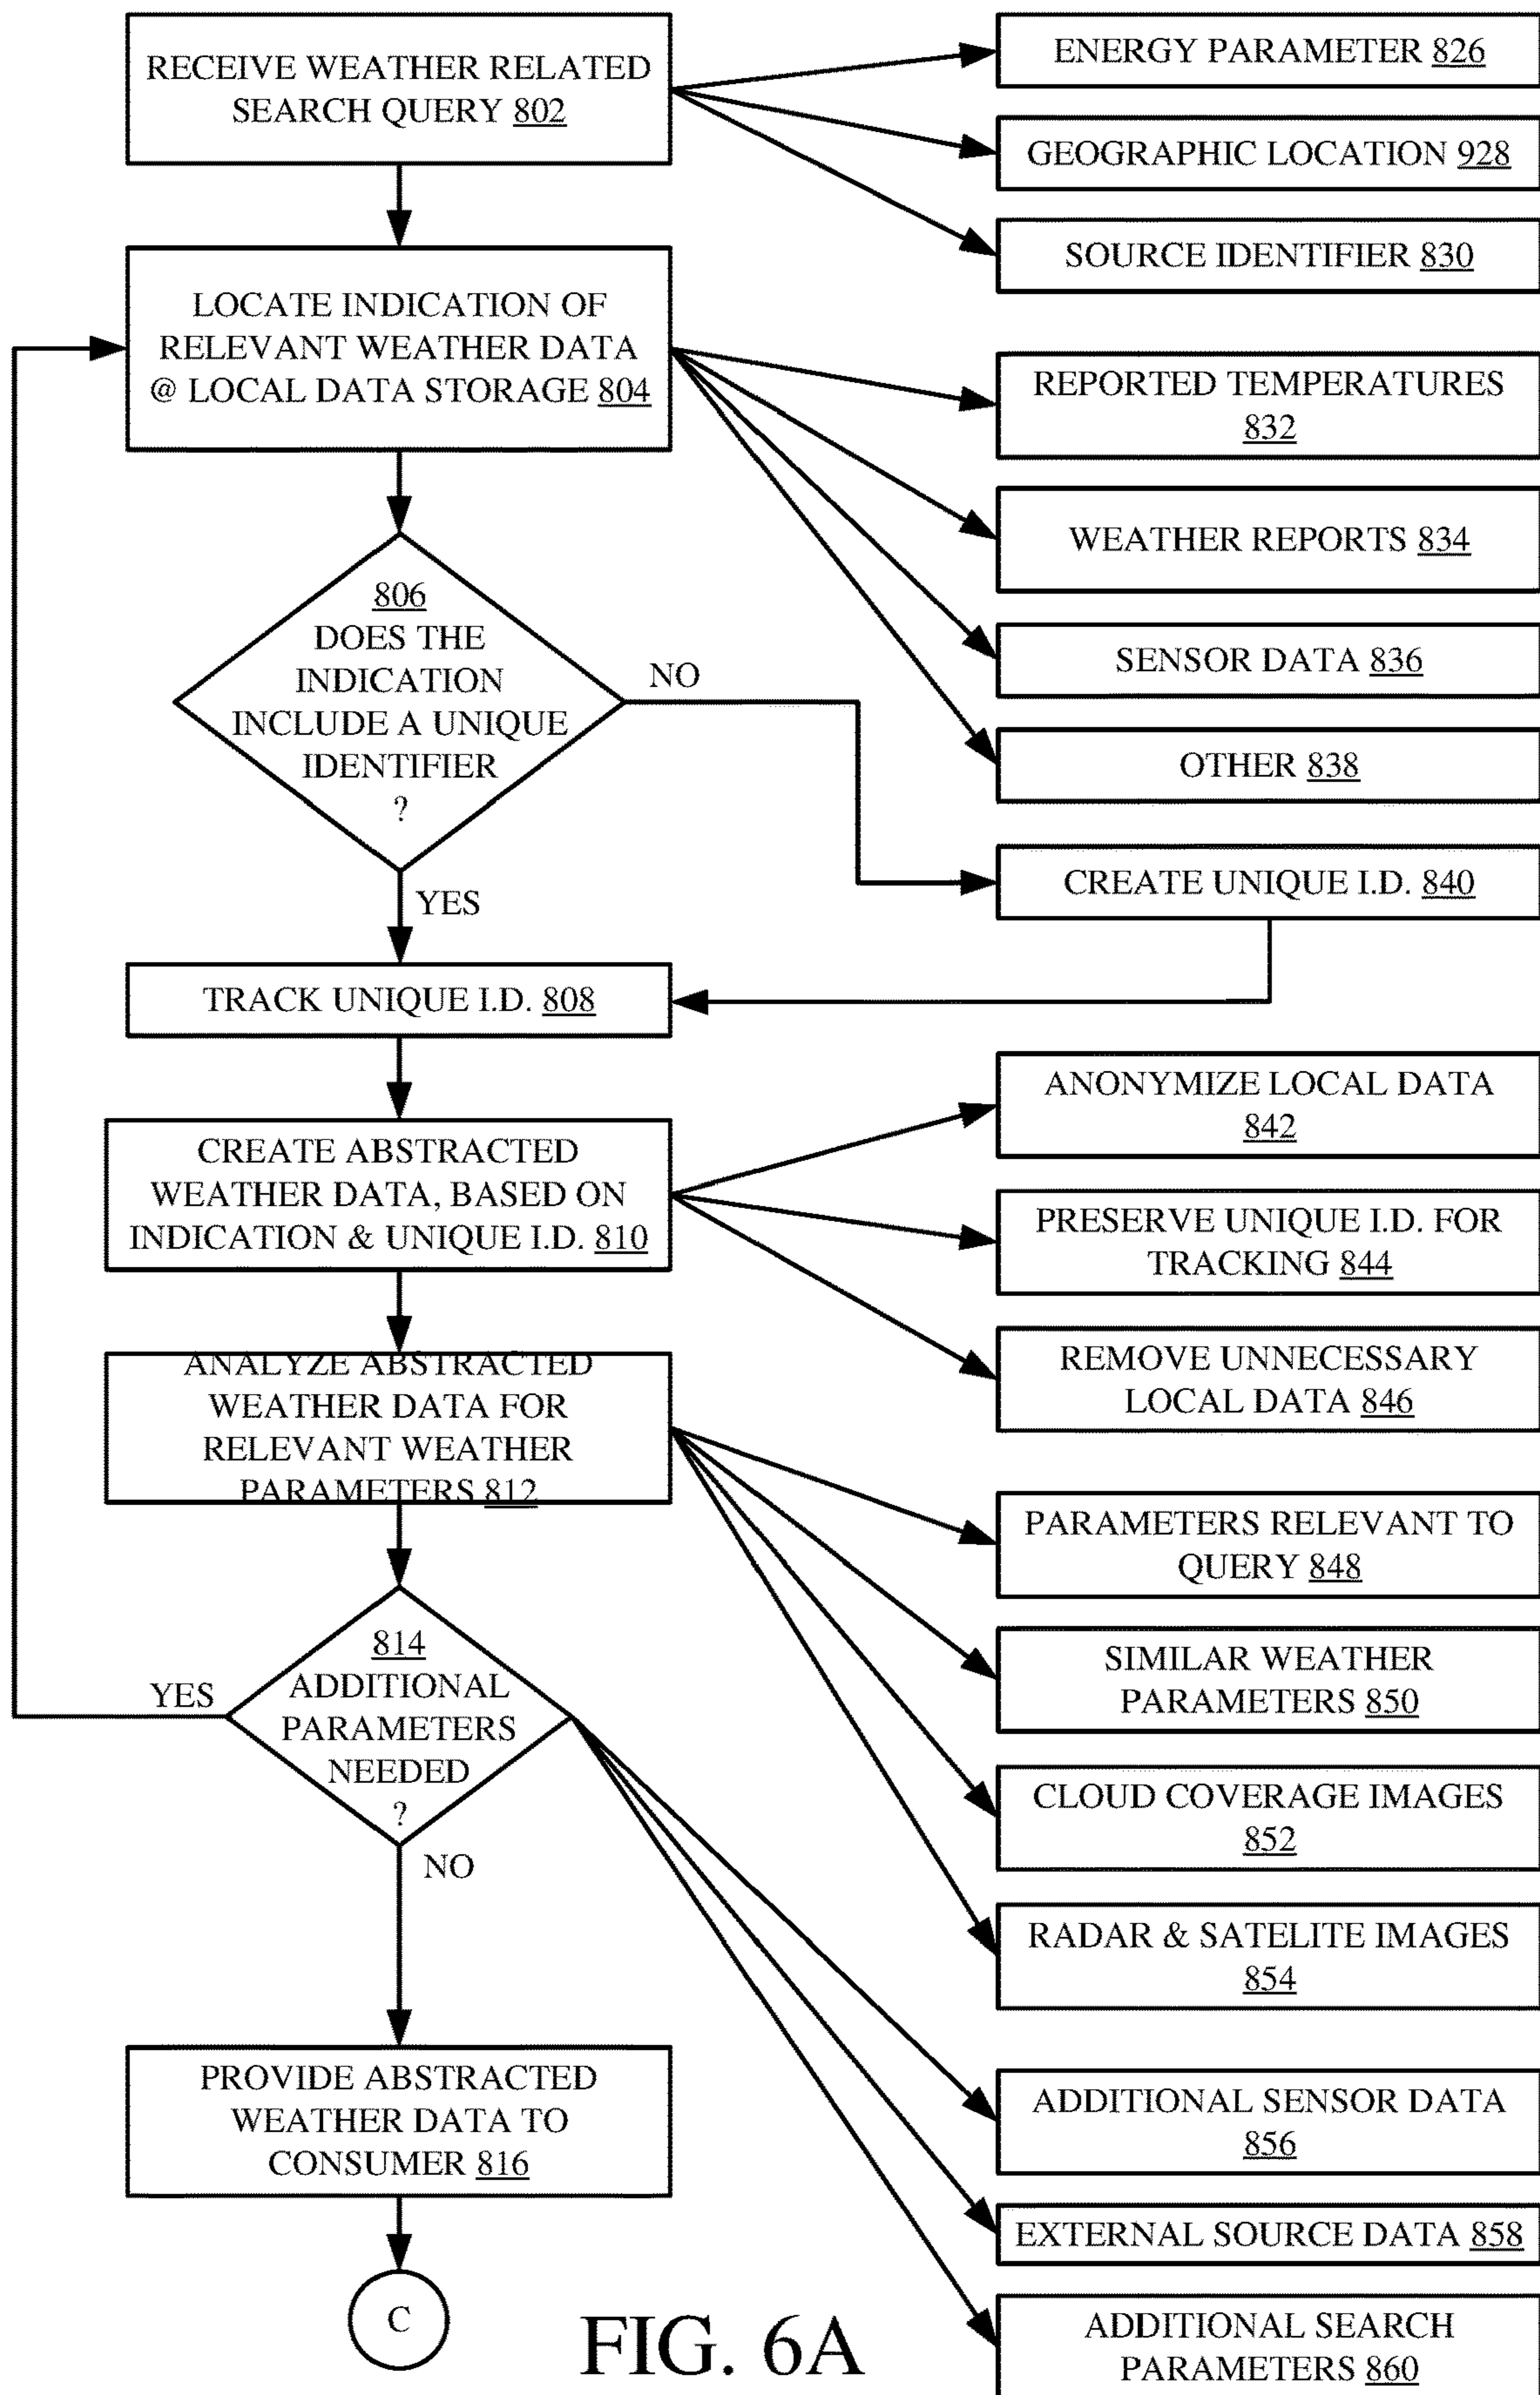 RECEIVE WEATHER RELATED
SEARCH QUERY 802
ENERGY PARAMETER 826
GEOGRAPHIC LOCATION 928
SOURCE IDENTIFIER 830
LOCATE INDICATION OF
RELEVANT WEATHER DATA
@ LOCAL DATA STORAGE 804
REPORTED TEMPERATURES
832
WEATHER REPORTS 834
SENSOR DATA 836
OTHER 838
806
DOES THE
INDICATION
INCLUDE A UNIQUE
IDENTIFIER
?
NO
YES
CREATE UNIQUE I.D. 840
TRACK UNIQUE I.D. 808
CREATE ABSTRACTED
WEATHER DATA, BASED ON
INDICATION & UNIQUE I.D. 810
ANONYMIZE LOCAL DATA
842
PRESERVE UNIQUE I.D. FOR
TRACKING 844
REMOVE UNNECESSARY
LOCAL DATA 846
ANALYZE ABSTRACTED
WEATHER DATA FOR
RELEVANT WEATHER
PARAMETERS 812
PARAMETERS RELEVANT TO
QUERY 848
SIMILAR WEATHER
PARAMETERS 850
CLOUD COVERAGE IMAGES
852
RADAR & SATELITE IMAGES
854
814
ADDITIONAL
PARAMETERS
NEEDED
?
YES
NO
ADDITIONAL SENSOR DATA
856
EXTERNAL SOURCE DATA 858
ADDITIONAL SEARCH
PARAMETERS 860
PROVIDE ABSTRACTED
WEATHER DATA TO
CONSUMER 816
C
FIG. 6A